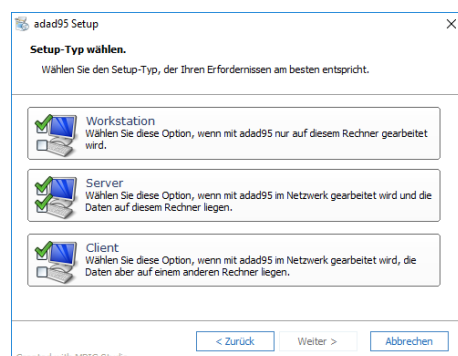 adad95 Setup
Setup-Typ wählen.
Wählen Sie den Setup-Typ, der Ihren Erfordernissen am besten entspricht.
Workstation
Wählen Sie diese Option, wenn mit adad95 nur auf diesem Rechner gearbeitet
wird.
Server
Wählen Sie diese Option, wenn mit adad95 im Netzwerk gearbeitet wird und die
Daten auf diesem Rechner liegen.
Client
Wählen Sie diese Option, wenn mit adad95 im Netzwerk gearbeitet wird, die
Daten aber auf einem anderen Rechner liegen.
< Zurück Weiter > Abbrechen